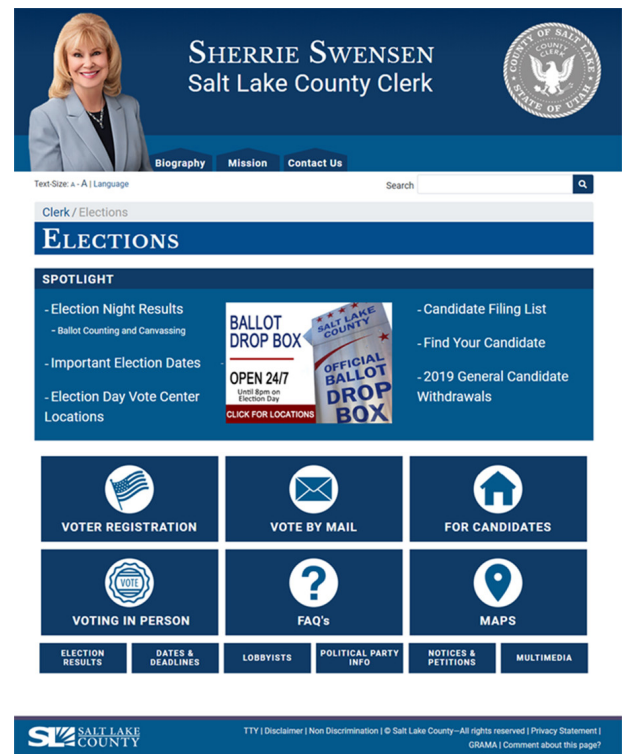 SHERRIE SWENSEN
Salt Lake County Clerk
COUNTY OF SALT LAKE
COUNTY CLERK
STATE OF UTAH
Biography Mission Contact Us
Text-Size: A - A | Language
Search
Clerk / Elections
ELECTIONS
SPOTLIGHT
- Election Night Results
- Ballot Counting and Canvassing
- Important Election Dates
- Election Day Vote Center
Locations
BALLOT
DROP BOX
OPEN 24/7
Until 8pm on
Election Day
CLICK FOR LOCATIONS
SALT LAKE
COUNTY
OFFICIAL
BALLOT
DROP
BOX
- Candidate Filing List
- Find Your Candidate
- 2019 General Candidate
Withdrawals
VOTER REGISTRATION
VOTE BY MAIL
FOR CANDIDATES
VOTE
VOTING IN PERSON
?
FAQ's
MAPS
ELECTION
RESULTS
DATES &
DEADLINES
LOBBYISTS
POLITICAL PARTY
INFO
NOTICES &
PETITIONS
MULTIMEDIA
SL SALT LAKE
COUNTY
TTY | Disclaimer | Non Discrimination | © Salt Lake County—All rights reserved | Privacy Statement |
GRAMA | Comment about this page?